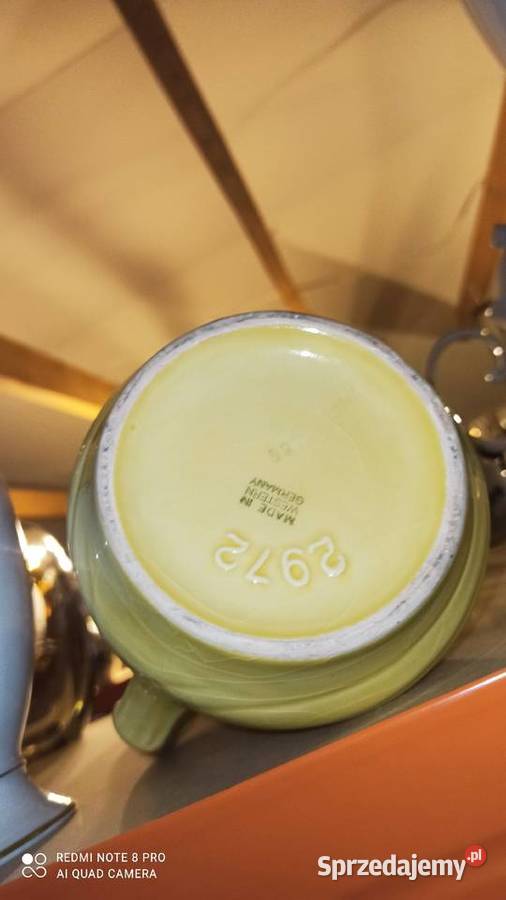 MADE IN
WESTERN
GERMANY
2972
REDMI NOTE 8 PRO
AI QUAD CAMERA
Sprzedajemy.pl